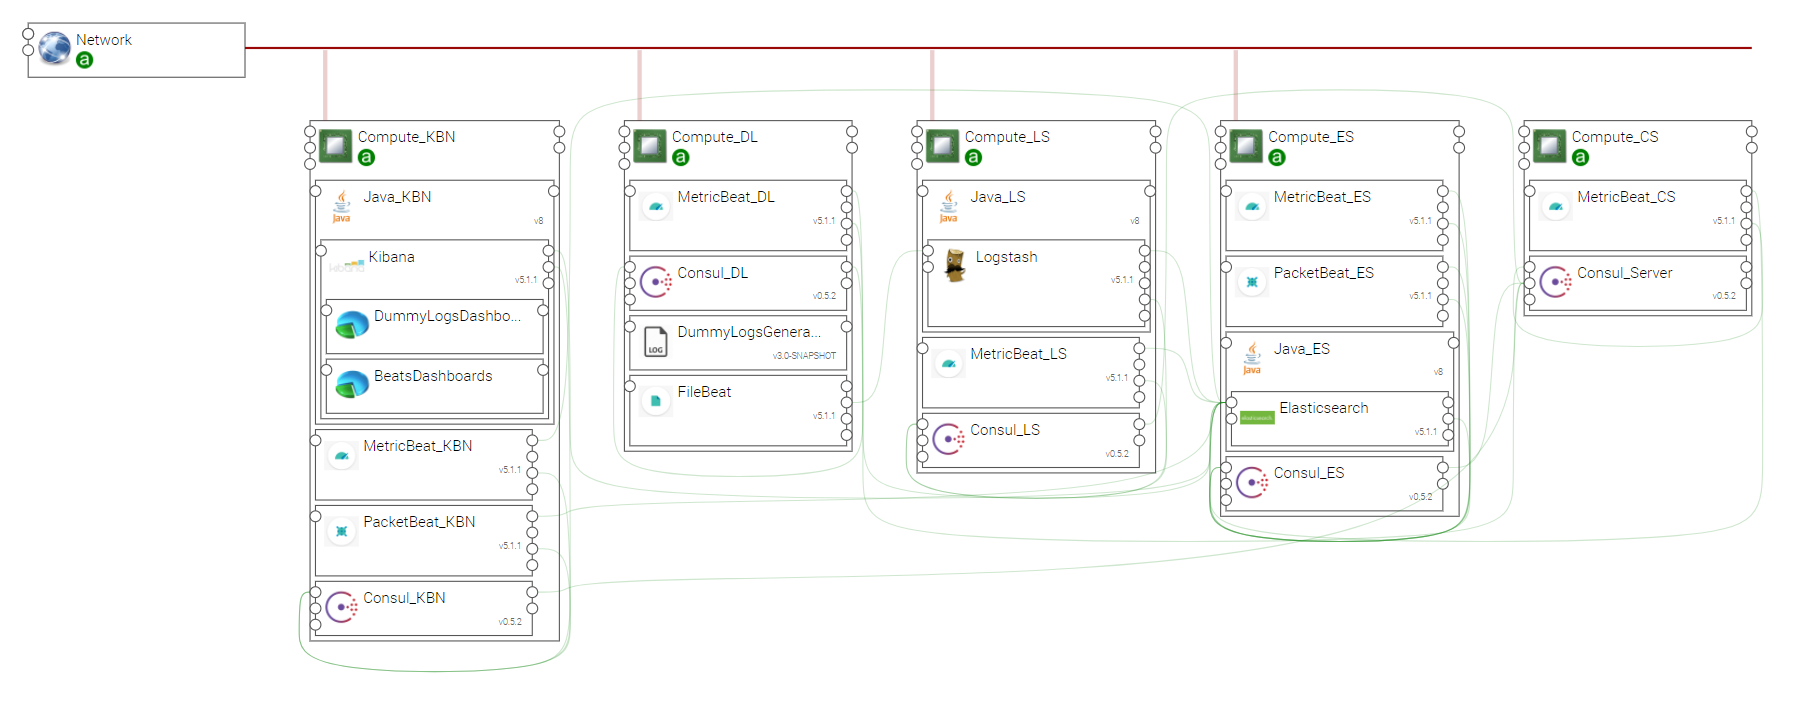 Network
a
Compute_KBN
a
Java_KBN
Java
v8
Kibana
kibana
v5.1.1
DummyLogsDashbo...
BeatsDashboards
MetricBeat_KBN
v5.1.1
PacketBeat_KBN
v5.1.1
Consul_KBN
v0.5.2
Compute_DL
a
MetricBeat_DL
v5.1.1
Consul_DL
v0.5.2
DummyLogsGenera...
LOG
v3.0-SNAPSHOT
FileBeat
v5.1.1
Compute_LS
a
Java_LS
Java
v8
Logstash
v5.1.1
MetricBeat_LS
v5.1.1
Consul_LS
v0.5.2
Compute_ES
a
MetricBeat_ES
v5.1.1
PacketBeat_ES
v5.1.1
Java_ES
Java
v8
Elasticsearch
v5.1.1
Consul_ES
v0.5.2
Compute_CS
a
MetricBeat_CS
v5.1.1
Consul_Server
v0.5.2